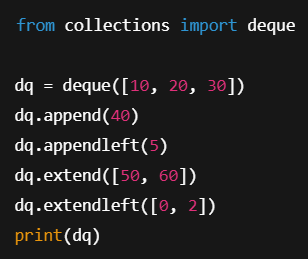 from collections import deque
dq = deque([10, 20, 30])
dq.append(40)
dq.appendleft(5)
dq.extend([50, 60])
dq.extendleft([0, 2])
print(dq)